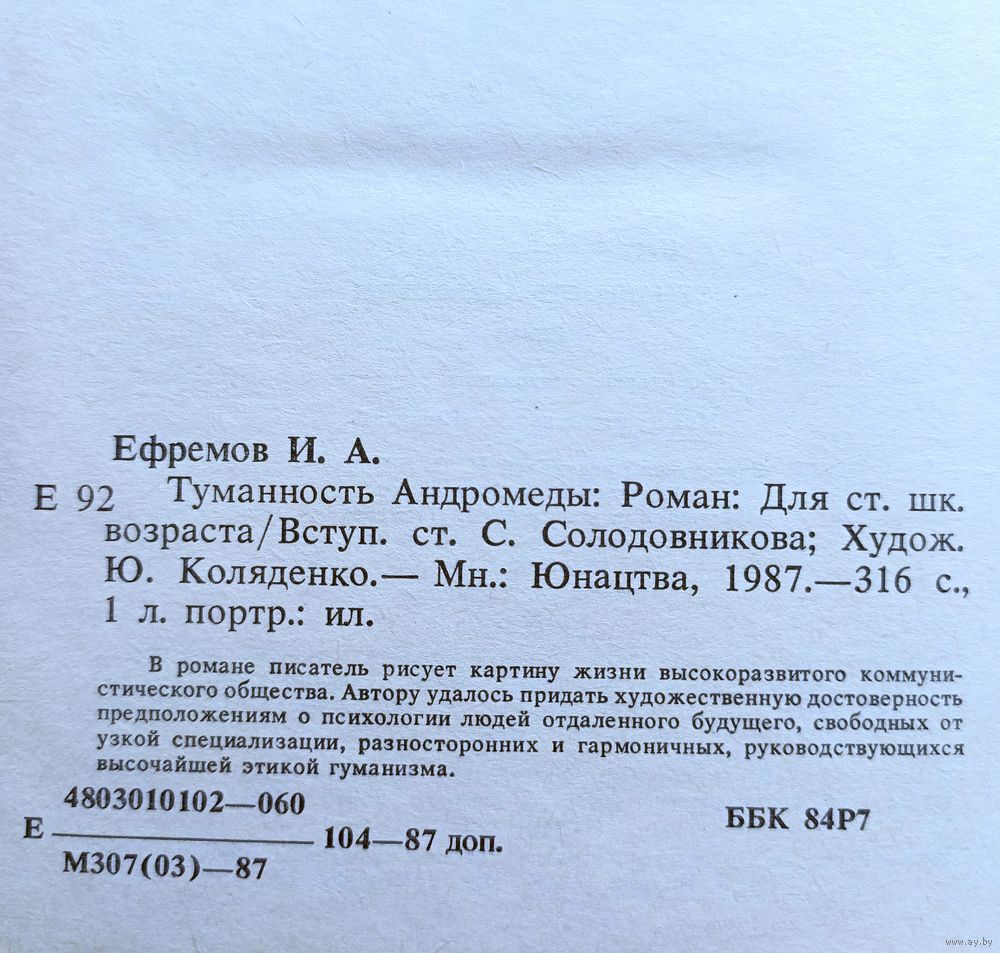 Ефремов И. А.
Е 92 Туманность Андромеды: Роман: Для ст. шк.
возраста/Вступ. ст. С. Солодовникова; Худож.
Ю. Коляденко.— Мн.: Юнацтва, 1987.—316 с.,
1 л. портр.: ил.
В романе писатель рисует картину жизни высокоразвитого коммуни-
стического общества. Автору удалось придать художественную достоверность
предположениям о психологии людей отдаленного будущего, свободных от
узкой специализации, разносторонних и гармоничных, руководствующихся
высочайшей этикой гуманизма.
4803010102—060
Е 104—87 доп.
М307(03)—87
ББК 84Р7
www.ay.by